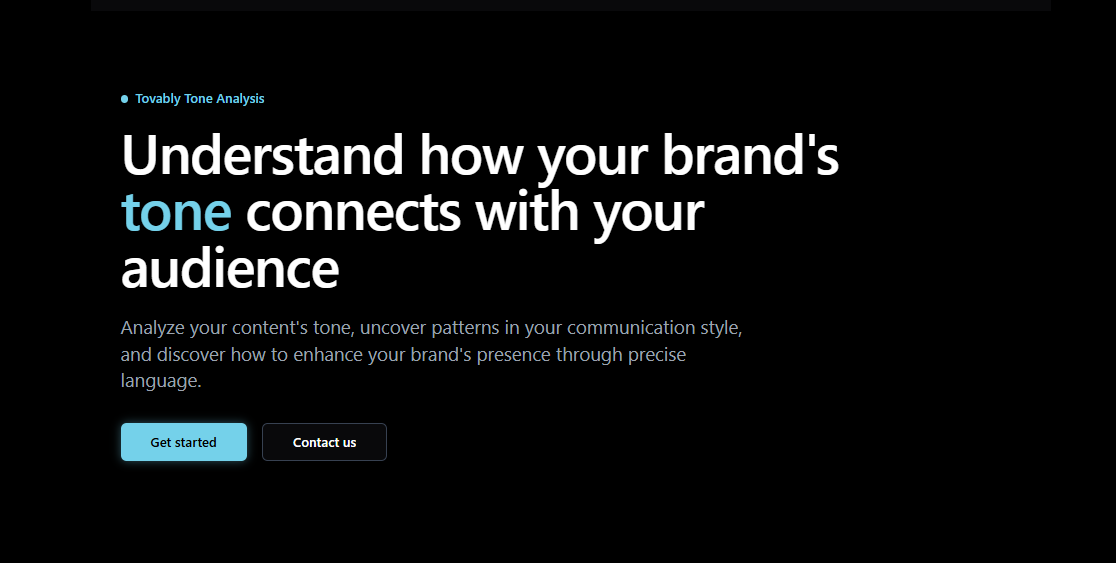 Tovably Tone Analysis
Understand how your brand's
tone connects with your
audience
Analyze your content's tone, uncover patterns in your communication style,
and discover how to enhance your brand's presence through precise
language.
Get started
Contact us